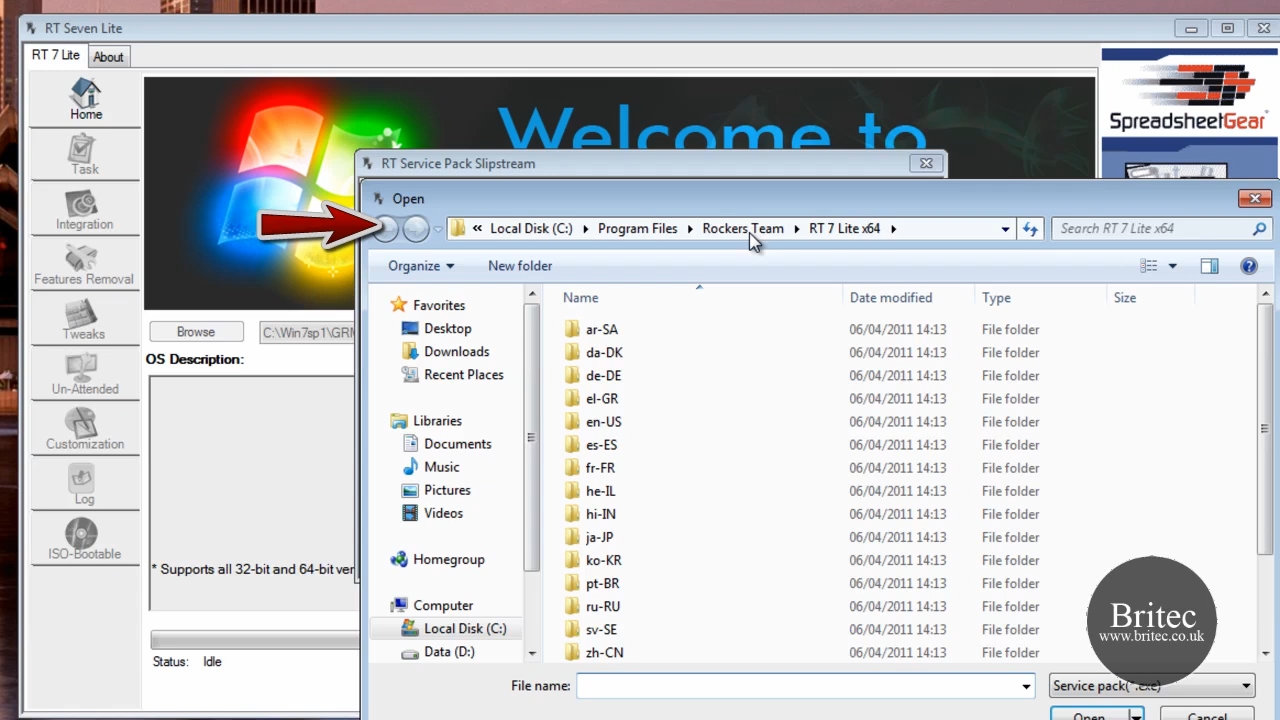 RT Seven Lite
RT 7 Lite
About
Home
Task
Integration
Features Removal
Tweaks
Un-Attended
Customization
Log
ISO-Bootable
Welcome to
SpreadsheetGear
Browse
C:\Win7sp1\GRM
OS Description:
* Supports all 32-bit and 64-bit ver
Status: Idle
RT Service Pack Slipstream
Open
« Local Disk (C:) Program Files Rockers Team RT 7 Lite x64
Search RT 7 Lite x64
Organize New folder
Favorites
Desktop
Downloads
Recent Places
Libraries
Documents
Music
Pictures
Videos
Homegroup
Computer
Local Disk (C:)
Data (D:)
Name Date modified Type Size
ar-SA 06/04/2011 14:13 File folder
da-DK 06/04/2011 14:13 File folder
de-DE 06/04/2011 14:13 File folder
el-GR 06/04/2011 14:13 File folder
en-US 06/04/2011 14:13 File folder
es-ES 06/04/2011 14:13 File folder
fr-FR 06/04/2011 14:13 File folder
he-IL 06/04/2011 14:13 File folder
hi-IN 06/04/2011 14:13 File folder
ja-JP 06/04/2011 14:13 File folder
ko-KR 06/04/2011 14:13 File folder
pt-BR 06/04/2011 14:13 File folder
ru-RU 06/04/2011 14:13 File folder
sv-SE 06/04/2011 14:13 File folder
zh-CN 06/04/2011 14:13 File folder
File name:
Service pack(*.exe)
Open
Cancel
Britec
www.britec.co.uk